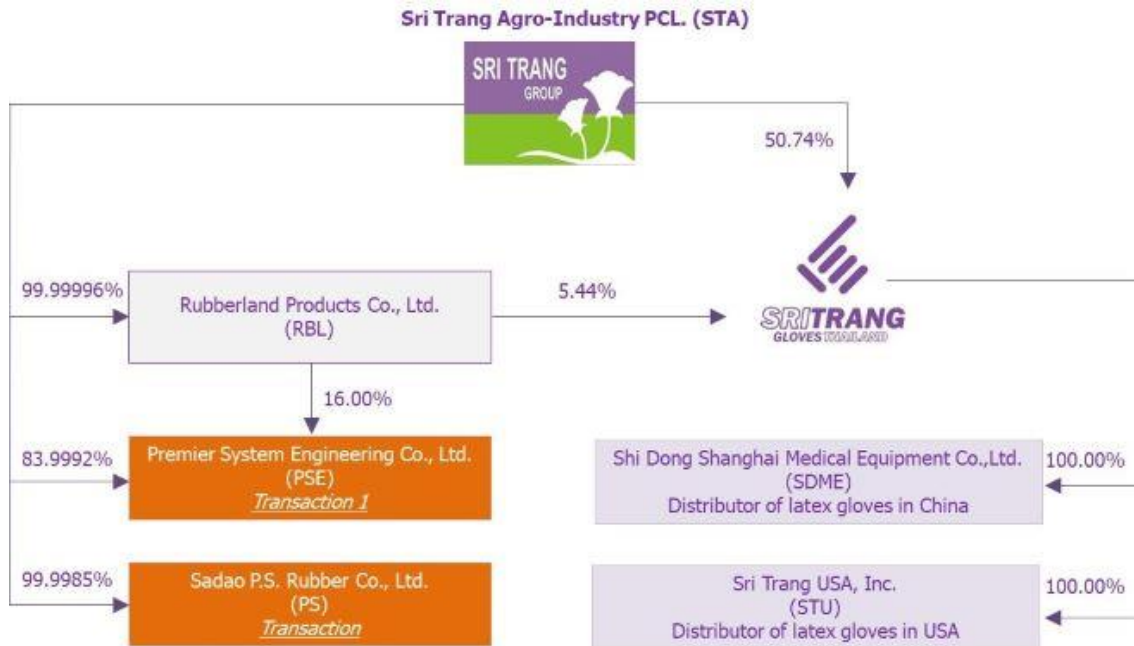 Sri Trang Agro-Industry PCL. (STA)
SRI TRANG
GROUP
50.74%
99.99996%
Rubberland Products Co., Ltd.
(RBL)
5.44%
SRITRANG
GLOVES THAILAND
16.00%
83.9992%
Premier System Engineering Co., Ltd.
(PSE)
Transaction 1
Shi Dong Shanghai Medical Equipment Co.,Ltd.
(SDME)
Distributor of latex gloves in China
100.00%
99.9985%
Sadao P.S. Rubber Co., Ltd.
(PS)
Transaction
Sri Trang USA, Inc.
(STU)
Distributor of latex gloves in USA
100.00%